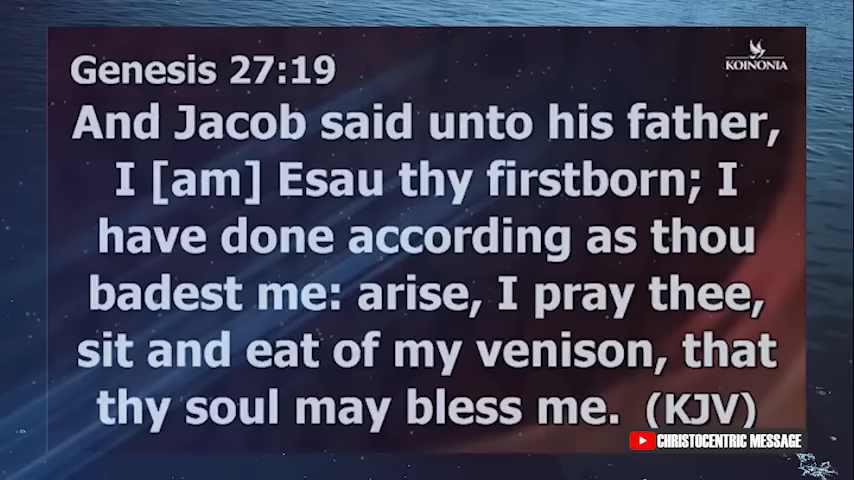 Genesis 27:19
KOINONIA
And Jacob said unto his father,
I [am] Esau thy firstborn; I
have done according as thou
badest me: arise, I pray thee,
sit and eat of my venison, that
thy soul may bless me. (KJV)
CHRISTOCENTRIC MESSAGE